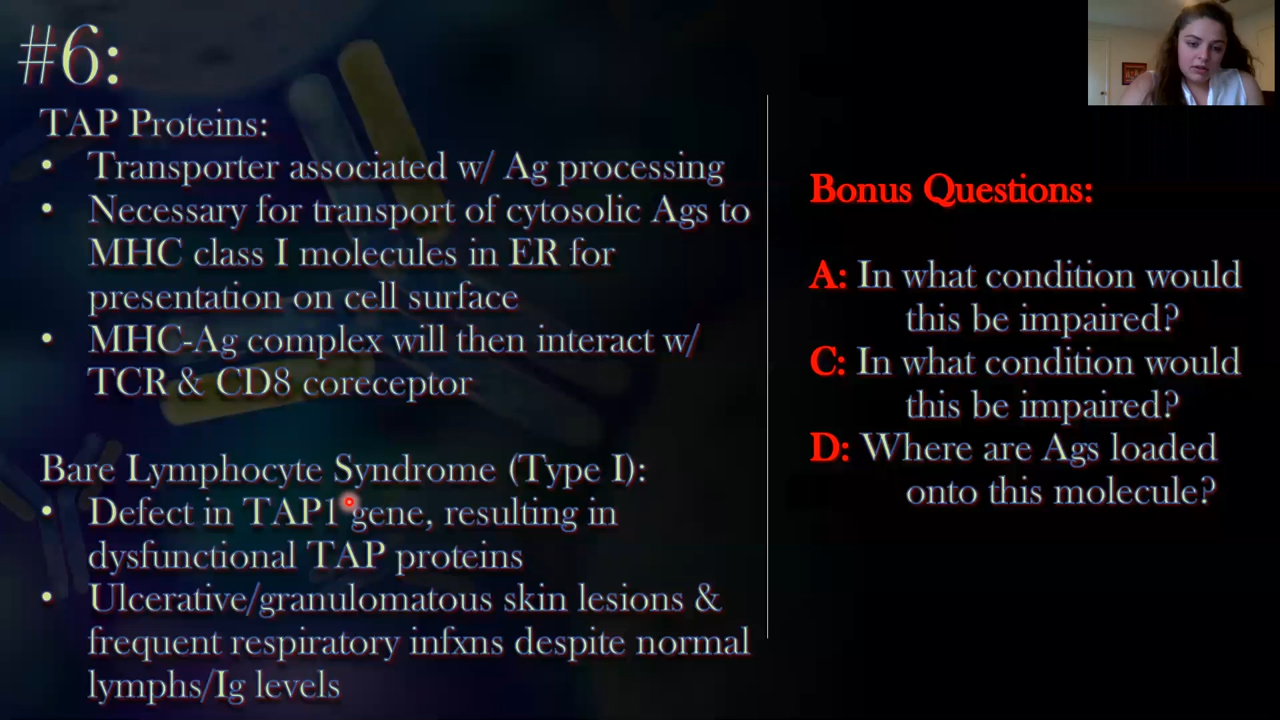 #6:
TAP Proteins:
• Transporter associated w/ Ag processing
• Necessary for transport of cytosolic Ags to
MHC class I molecules in ER for
presentation on cell surface
• MHC-Ag complex will then interact w/
TCR & CD8 coreceptor
Bare Lymphocyte Syndrome (Type I):
• Defect in TAP1 gene, resulting in
dysfunctional TAP proteins
• Ulcerative/granulomatous skin lesions &
frequent respiratory infxns despite normal
lymphs/Ig levels
Bonus Questions:
A: In what condition would
this be impaired?
C: In what condition would
this be impaired?
D: Where are Ags loaded
onto this molecule?